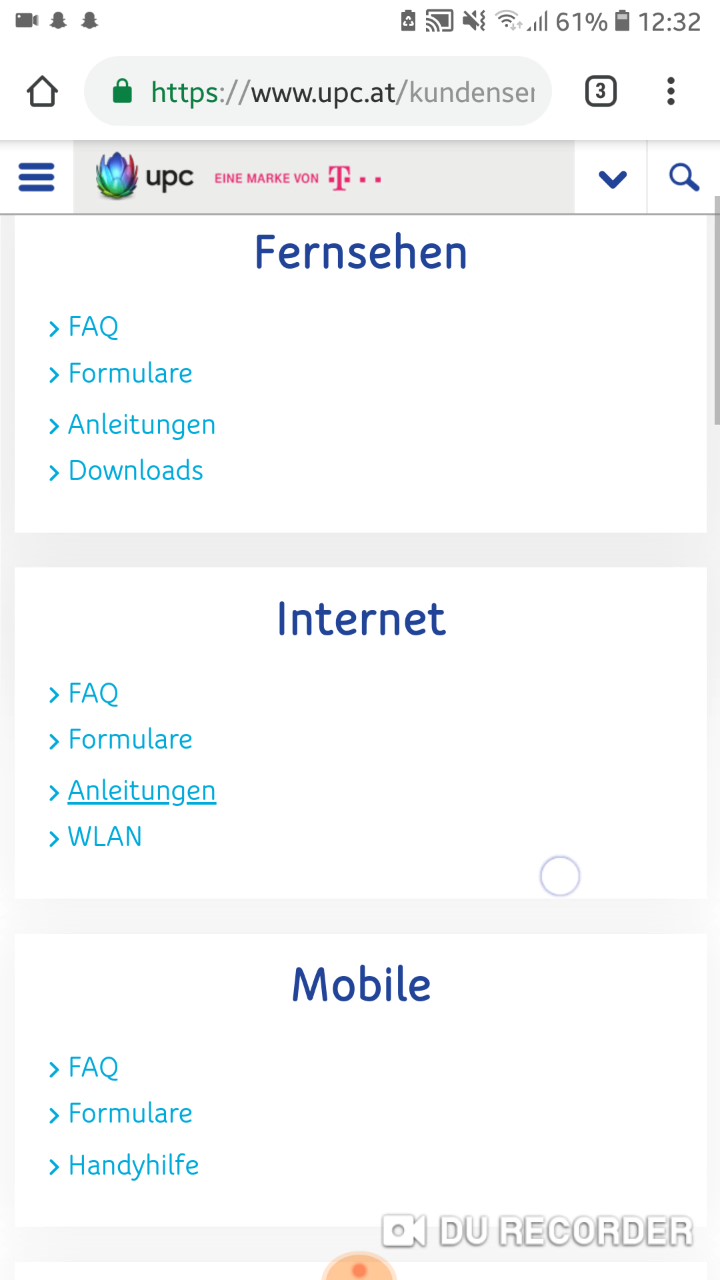 61% 12:32
https://www.upc.at/kundenser
3
upc EINE MARKE VON T
Fernsehen
FAQ
Formulare
Anleitungen
Downloads
Internet
FAQ
Formulare
Anleitungen
WLAN
Mobile
FAQ
Formulare
Handyhilfe
DU RECORDER